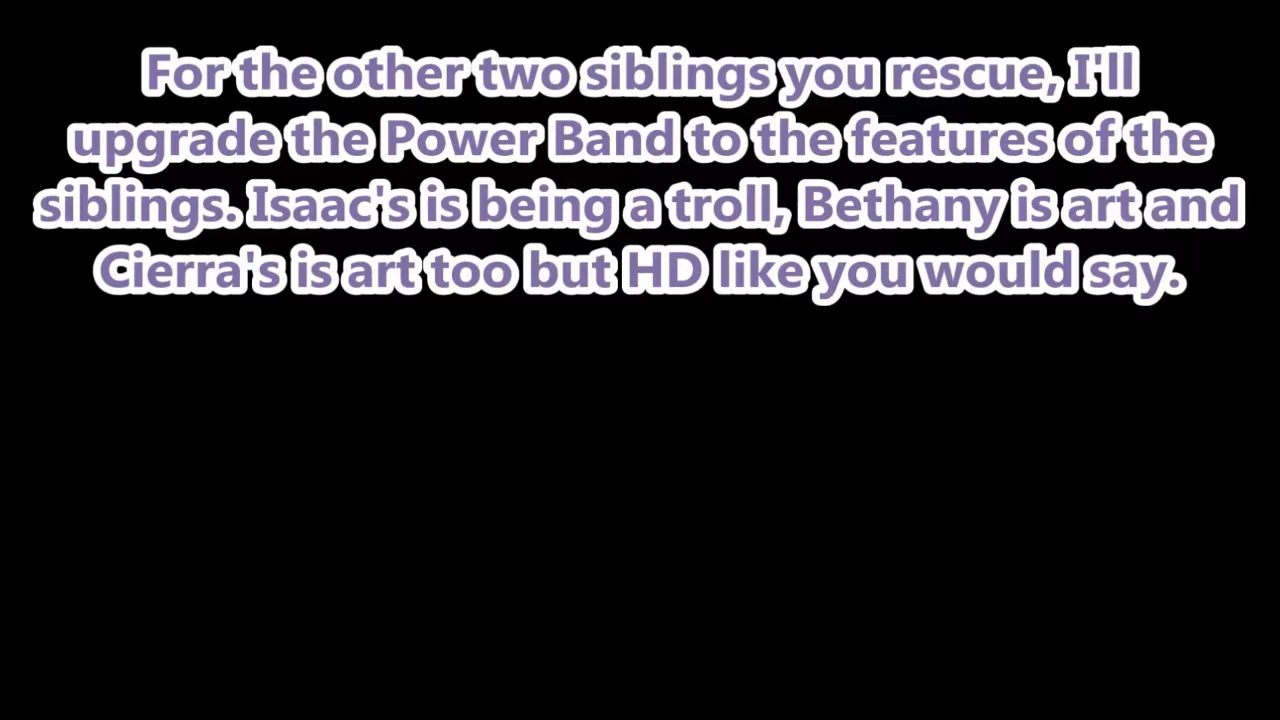 For the other two siblings you rescue, I'll
upgrade the Power Band to the features of the
siblings. Isaac's is being a troll, Bethany is art and
Cierra's is art too but HD like you would say.